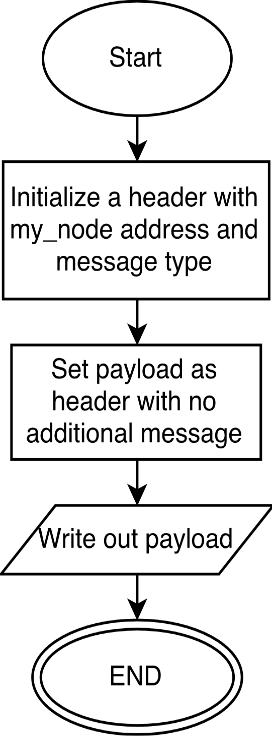 Start
Initialize a header with
my_node address and
message type
Set payload as
header with no
additional message
Write out payload
END